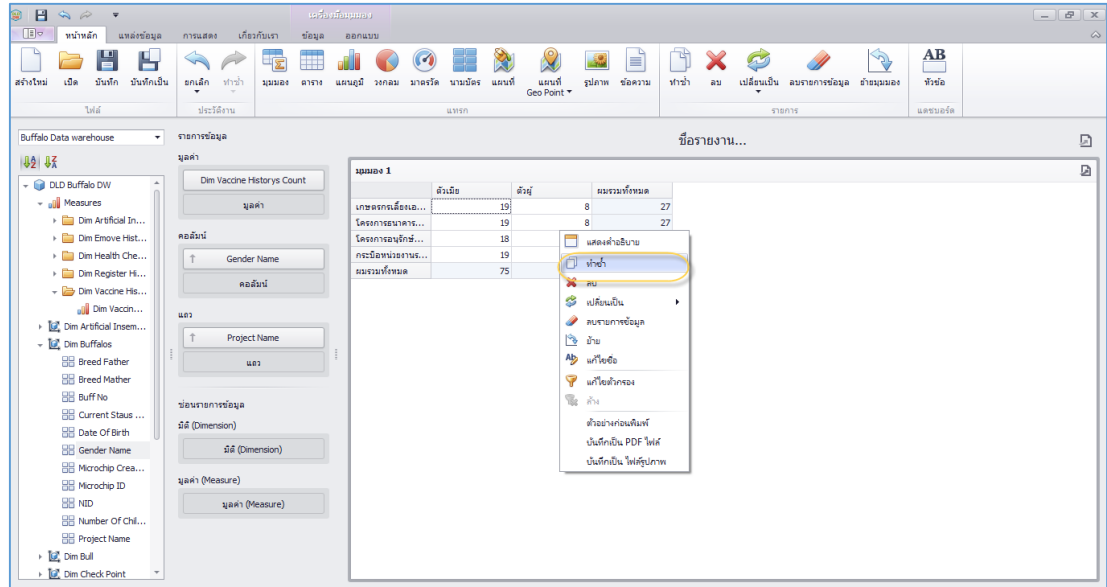 เครื่องมือมุมมอง
หน้าหลัก แหล่งข้อมูล การแสดง เกี่ยวกับเรา ข้อมูล ออกแบบ
สร้างใหม่ เปิด บันทึก บันทึกเป็น ยกเลิก ทำซ้ำ มุมมอง ตาราง แผนภูมิ วงกลม มาตรวัด นามบัตร แผนที่ แผนที่ Geo Point รูปภาพ ข้อความ ทำซ้ำ ลบ เปลี่ยนเป็น ลบรายการข้อมูล ย้ายมุมมอง AB หัวข้อ
ไฟล์ ประวัติงาน แทรก รายการ แดชบอร์ด
Buffalo Data warehouse
รายการข้อมูล
ชื่อรายงาน...
มูลค่า
DLD Buffalo DW
Measures
Dim Artificial In...
Dim Emove Hist...
Dim Health Che...
Dim Register Hi...
Dim Vaccine His...
Dim Vaccin...
Dim Artificial Insem...
Dim Buffalos
Breed Father
Breed Mather
Buff No
Current Staus ...
Date Of Birth
Gender Name
Microchip Crea...
Microchip ID
NID
Number Of Chil...
Project Name
Dim Bull
Dim Check Point
Dim Vaccine Historys Count
มูลค่า
คอลัมน์
Gender Name
คอลัมน์
แถว
Project Name
แถว
ซ่อนรายการข้อมูล
มิติ (Dimension)
มิติ (Dimension)
มูลค่า (Measure)
มูลค่า (Measure)
มุมมอง 1
ตัวเมีย ตัวผู้ ผมรวมทั้งหมด
เกษตรกรเลี้ยงเอ... 19 8 27
โครงการธนาคาร... 19 8 27
โครงการอนุรักษ์... 18
กระบือหน่วยงานร... 19
ผมรวมทั้งหมด 75
แสดงคำอธิบาย
ทำซ้ำ
ลบ
เปลี่ยนเป็น
ลบรายการข้อมูล
ย้าย
แก้ไขชื่อ
แก้ไขตัวกรอง
ล้าง
ตัวอย่างก่อนพิมพ์
บันทึกเป็น PDF ไฟล์
บันทึกเป็น ไฟล์รูปภาพ